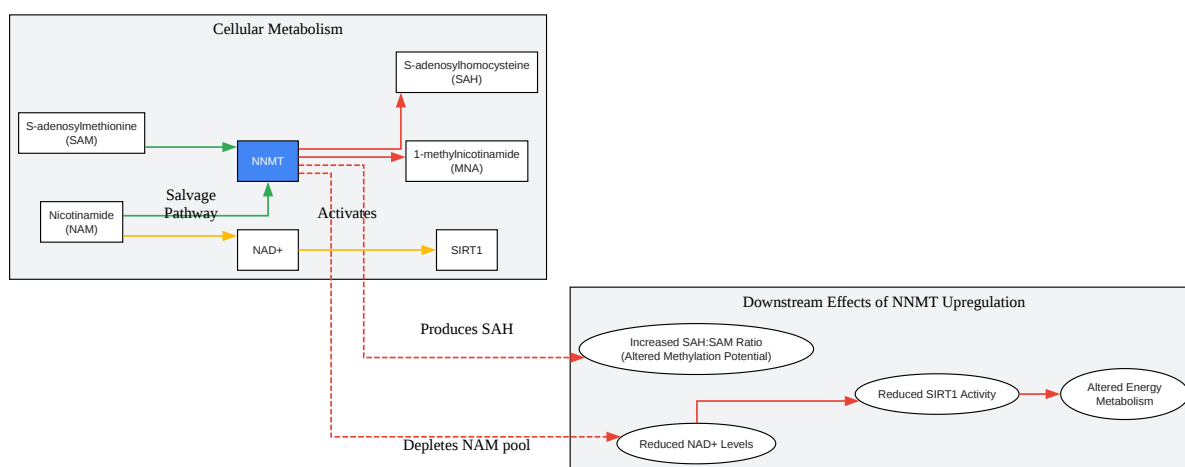 Cellular Metabolism
S-adenosylhomocysteine
(SAH)
S-adenosylmethionine
(SAM)
NNMT
1-methylnicotinamide
(MNA)
Salvage
Pathway
Activates
Nicotinamide
(NAM)
NAD+
SIRT1
Downstream Effects of NNMT Upregulation
Produces SAH
Increased SAH:SAM Ratio
(Altered Methylation Potential)
Reduced SIRT1 Activity
Altered Energy
Metabolism
Depletes NAM pool
Reduced NAD+ Levels